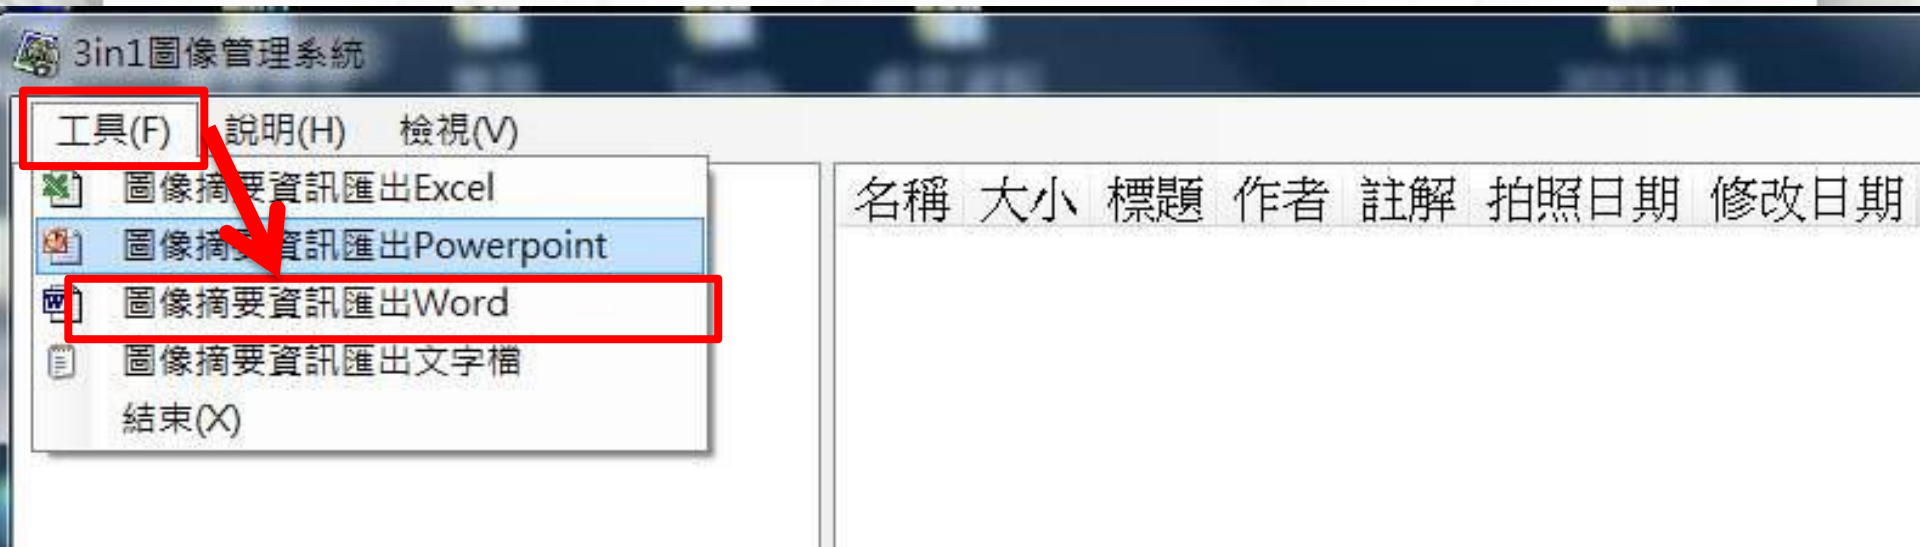 3in1圖像管理系統
工具(F) 說明(H) 檢視(V)
圖像摘要資訊匯出Excel
圖像摘要資訊匯出Powerpoint
圖像摘要資訊匯出Word
圖像摘要資訊匯出文字檔
結束(X)
名稱 大小 標題 作者 註解 拍照日期 修改日期